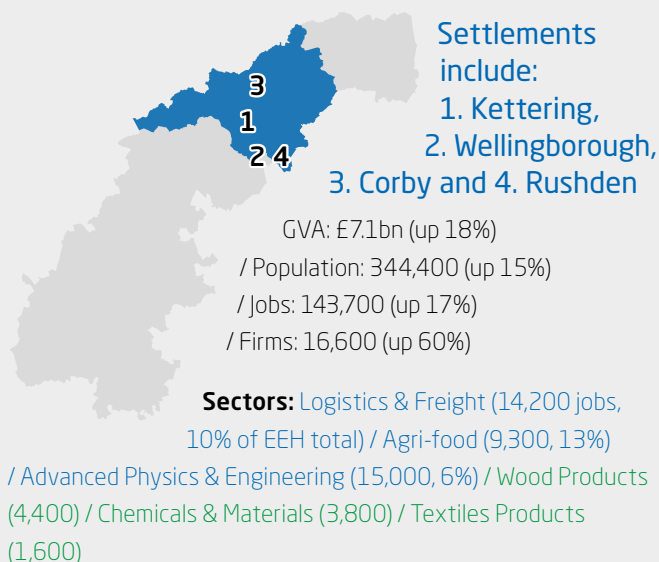 Settlements
include:
1. Kettering,
2. Wellingborough,
3. Corby and 4. Rushden
3
1
2 4
GVA: £7.1bn (up 18%)
/ Population: 344,400 (up 15%)
/ Jobs: 143,700 (up 17%)
/ Firms: 16,600 (up 60%)
Sectors: Logistics & Freight (14,200 jobs,
10% of EEH total) / Agri-food (9,300, 13%)
/ Advanced Physics & Engineering (15,000, 6%) / Wood Products
(4,400) / Chemicals & Materials (3,800) / Textiles Products
(1,600)